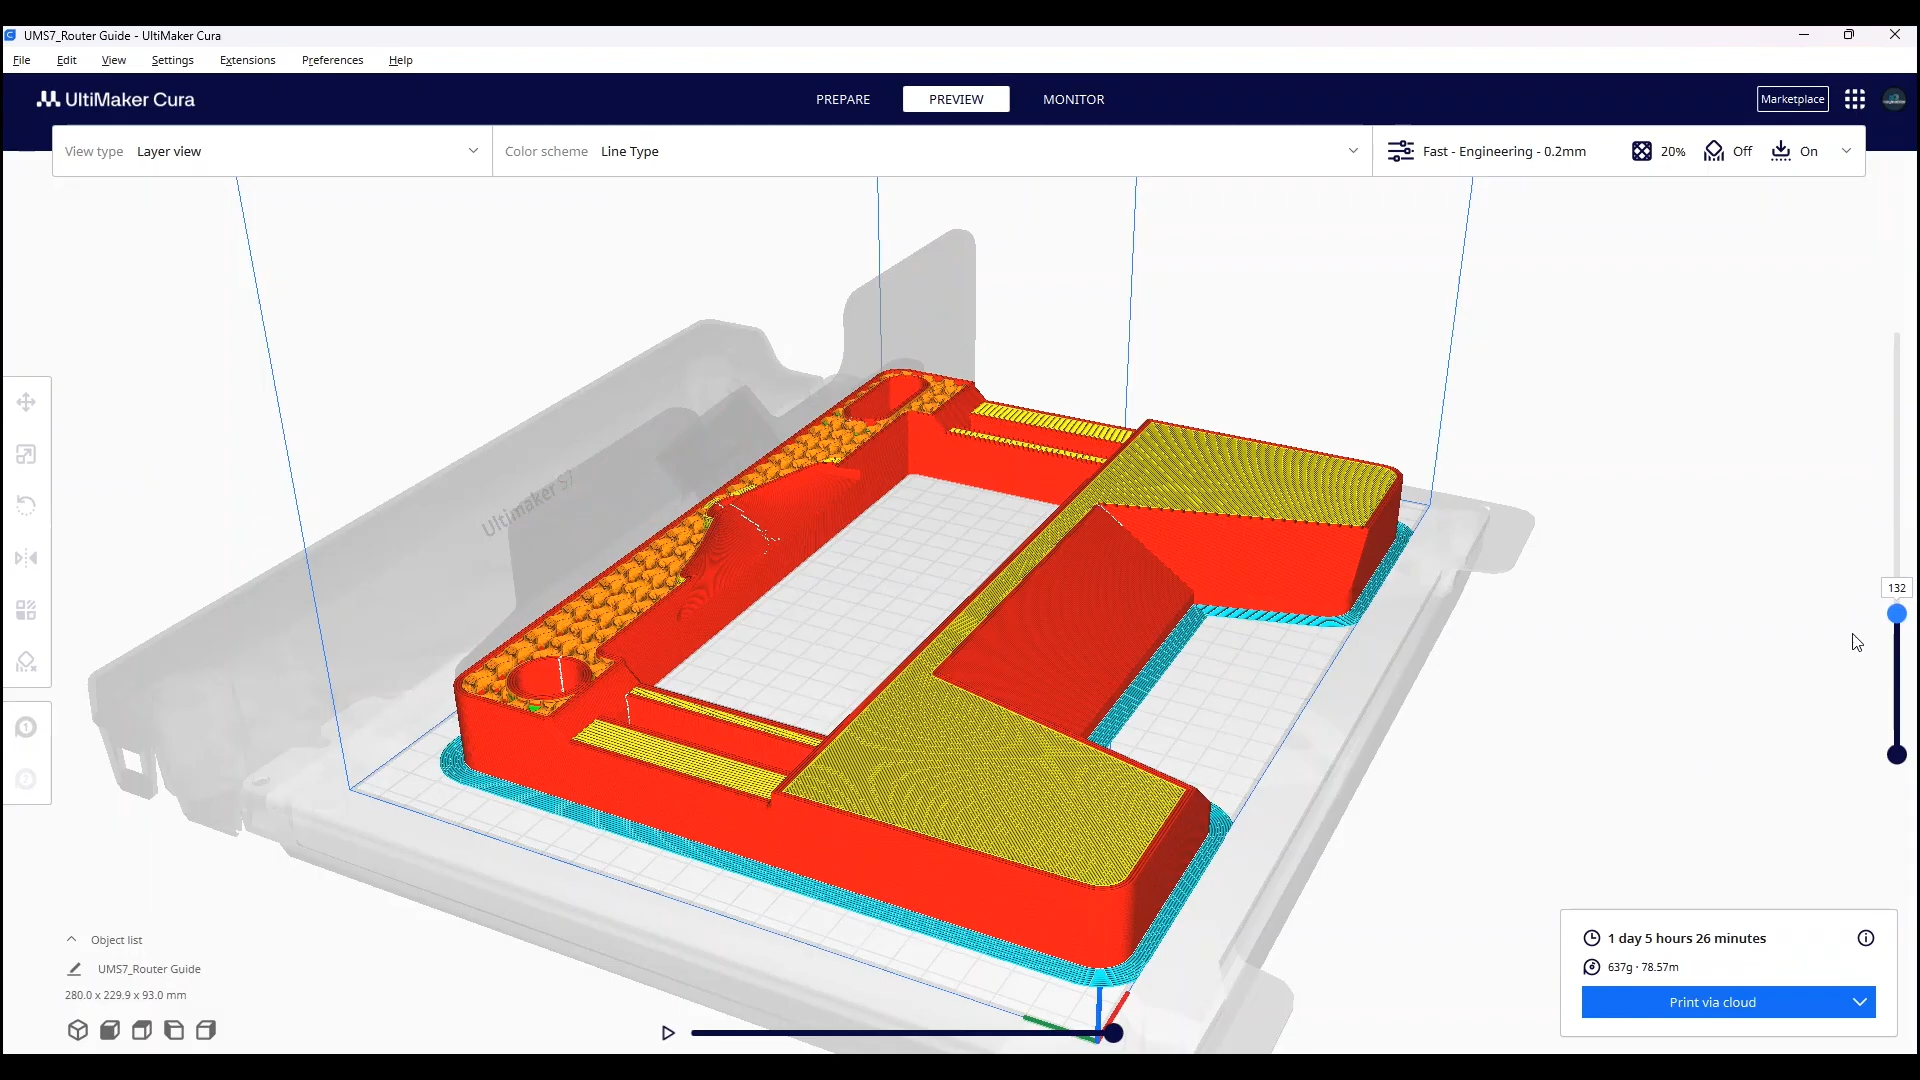 UMS7_Router Guide - UltiMaker Cura
File Edit View Settings Extensions Preferences Help
UltiMaker Cura
PREPARE PREVIEW MONITOR
Marketplace
View type Layer view
Color scheme Line Type
Fast - Engineering - 0.2mm 20% Off On
Ultimaker S7
132
1
2
Object list
UMS7_Router Guide
280.0 x 229.9 x 93.0 mm
1 day 5 hours 26 minutes
637g · 78.57m
Print via cloud